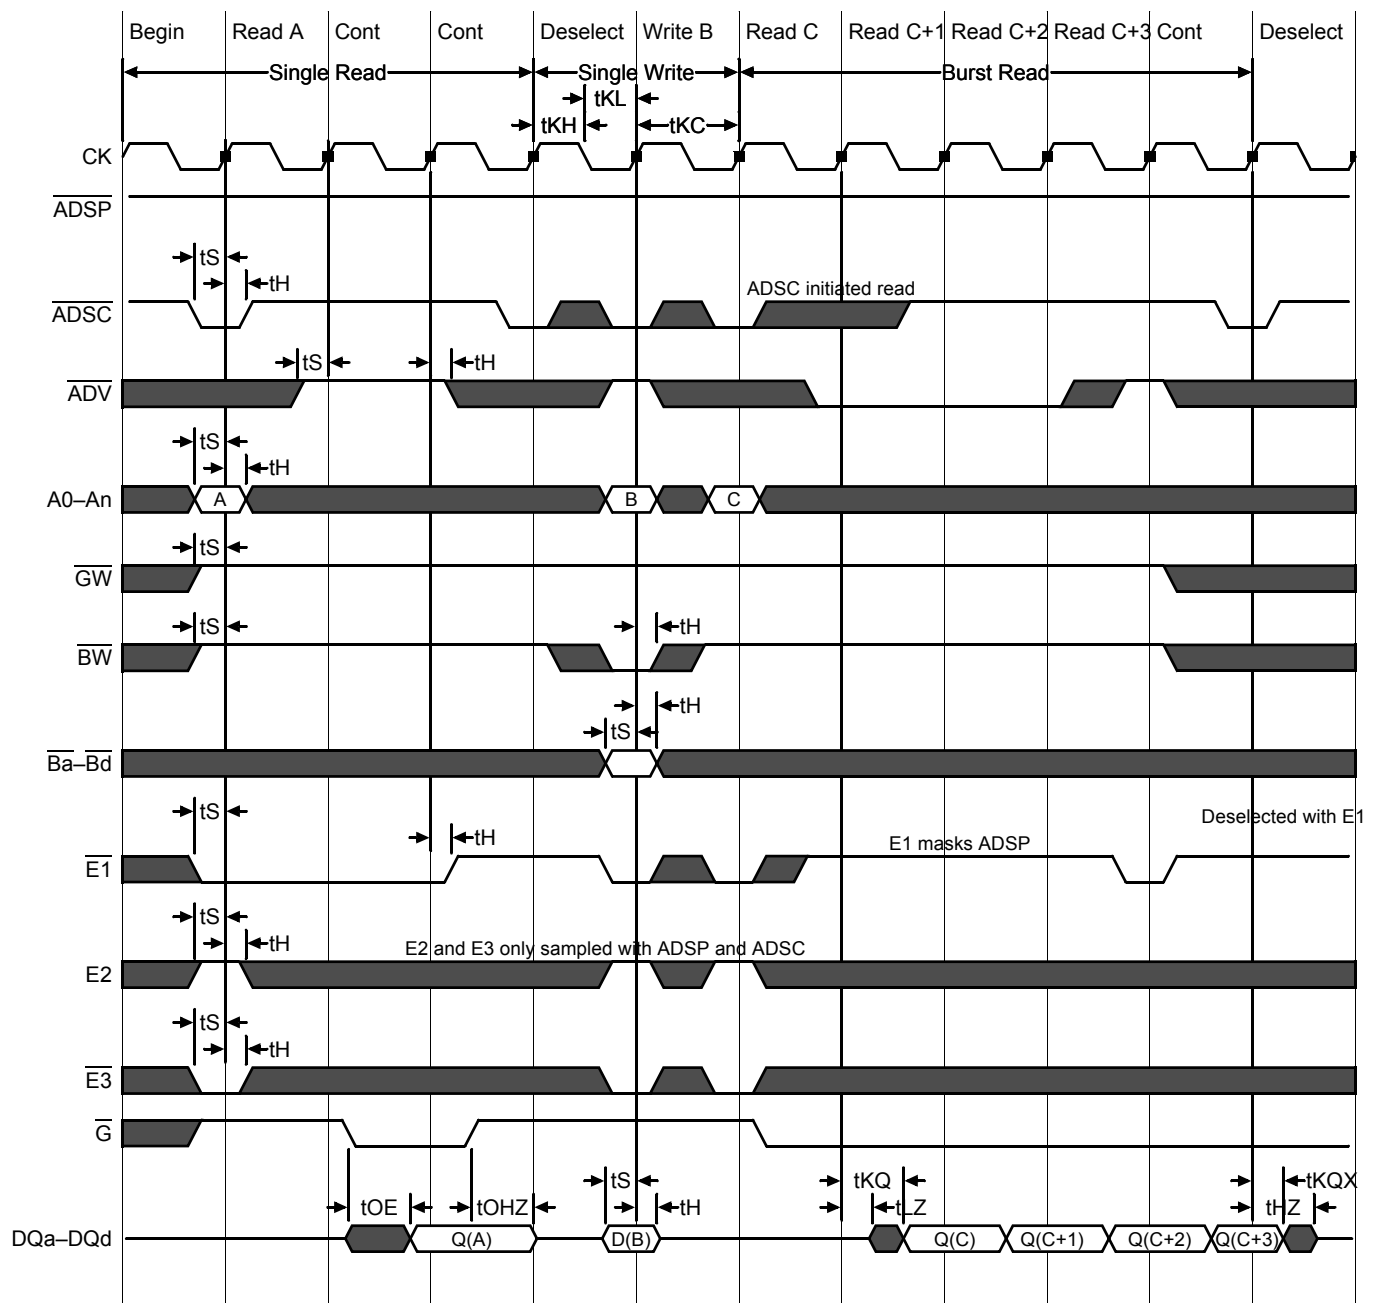 Begin Read A Cont Cont Deselect Write B Read C Read C+1 Read C+2 Read C+3 Cont Deselect
Single Read Single Write Burst Read
tKL
tKH tKC
CK
ADSP
tS
tH
ADSC initiated read
ADSC
tS tH
ADV
tS
tH
A0–An A B C
tS
GW
tS tH
BW
tH
tS
Ba–Bd
tS Deselected with E1
tH E1 masks ADSP
E1
tS
tH E2 and E3 only sampled with ADSP and ADSC
E2
tS
tH
E3
G
tS tKQ tKQX
tOE tOHZ tH tLZ tHZ
DQa–DQd Q(A) D(B) Q(C) Q(C+1) Q(C+2) Q(C+3)